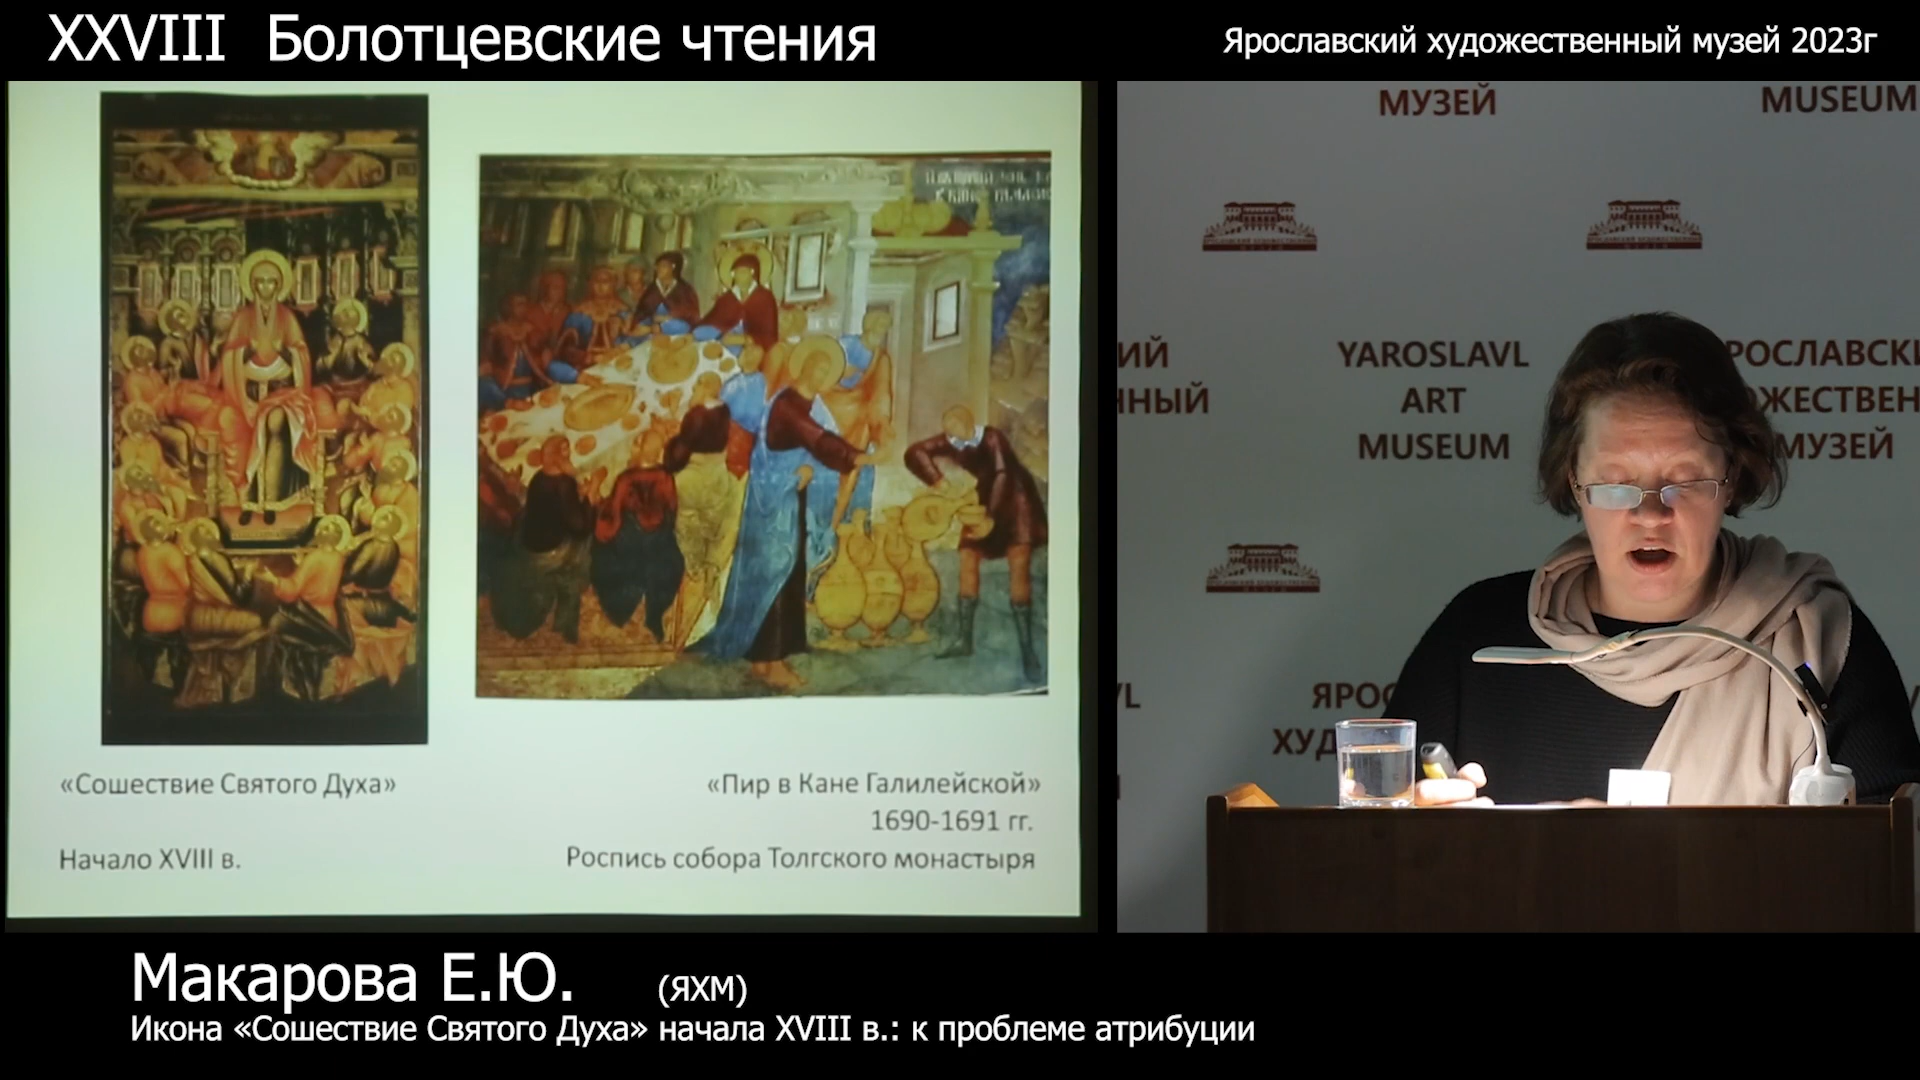 XXVIII Болотцевские чтения
Ярославский художественный музей 2023г
«Сошествие Святого Духа»
Начало XVIII в.
«Пир в Кане Галилейской»
1690-1691 гг.
Роспись собора Толгского монастыря
МУЗЕЙ
MUSEUM
ИЙ
ННЫЙ
YAROSLAVL
ART
MUSEUM
РОСЛАВСКИ
ОЖЕСТВЕН
МУЗЕЙ
VL
ЯРОС
ХУД
Макарова Е.Ю. (ЯХМ)
Икона «Сошествие Святого Духа» начала XVIII в.: к проблеме атрибуции